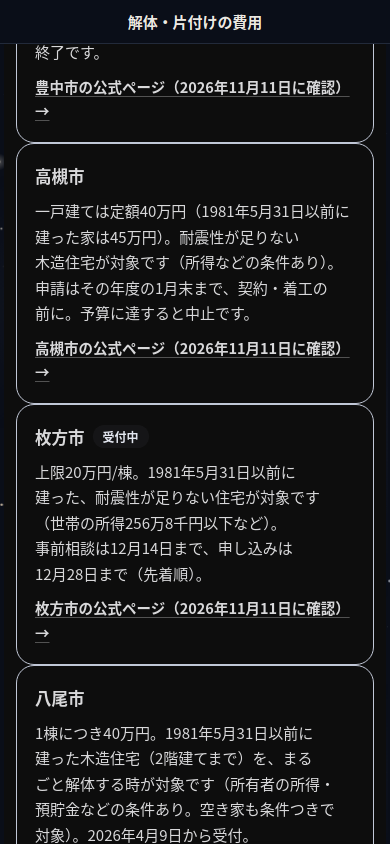 解体・片付けの費用
終了です。
豊中市の公式ページ（2026年11月11日に確認）
→
高槻市
一戸建ては定額40万円（1981年5月31日以前に
建った家は45万円）。耐震性が足りない
木造住宅が対象です（所得などの条件あり）。
申請はその年度の1月末まで、契約・着工の
前に。予算に達すると中止です。
高槻市の公式ページ（2026年11月11日に確認）
→
枚方市 受付中
上限20万円/棟。1981年5月31日以前に
建った、耐震性が足りない住宅が対象です
（世帯の所得256万8千円以下など）。
事前相談は12月14日まで、申し込みは
12月28日まで（先着順）。
枚方市の公式ページ（2026年11月11日に確認）
→
八尾市
1棟につき40万円。1981年5月31日以前に
建った木造住宅（2階建てまで）を、まる
ごと解体する時が対象です（所有者の所得・
預貯金などの条件あり。空き家も条件つきで
対象）。2026年4月9日から受付。